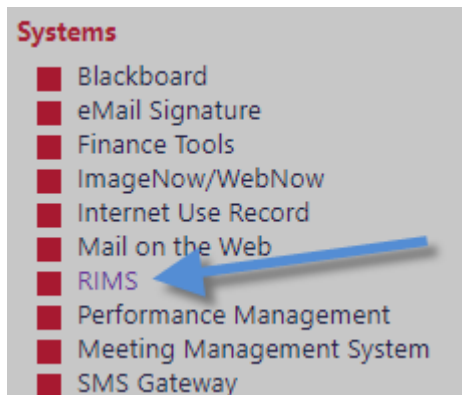 Systems
Blackboard
eMail Signature
Finance Tools
ImageNow/WebNow
Internet Use Record
Mail on the Web
RIMS
Performance Management
Meeting Management System
SMS Gateway